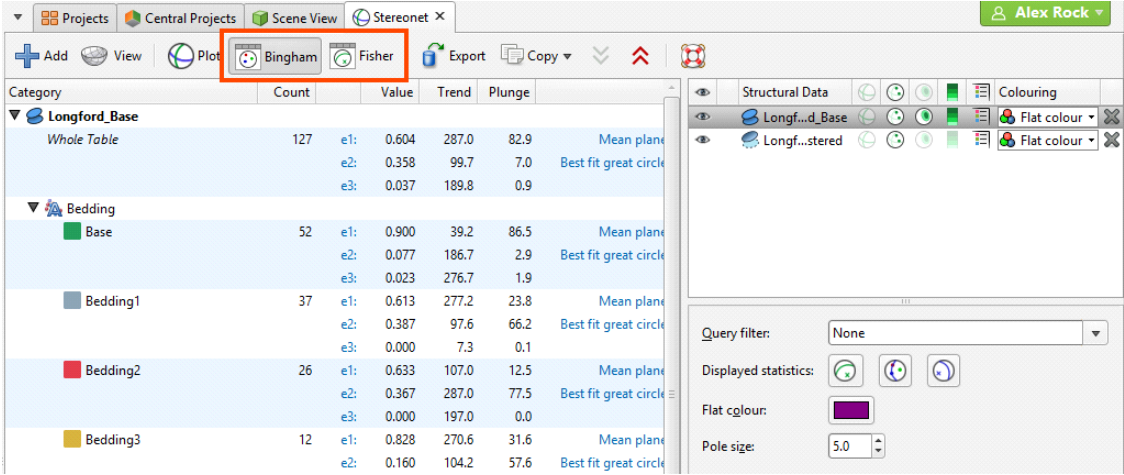 Projects Central Projects Scene View Stereonet Alex Rock
Add View Plot Bingham Fisher Export Copy
Category Count Value Trend Plunge
Longford_Base
Whole Table 127 e1: 0.604 287.0 82.9 Mean plane
e2: 0.358 99.7 7.0 Best fit great circle
e3: 0.037 189.8 0.9
Bedding
Base 52 e1: 0.900 39.2 86.5 Mean plane
e2: 0.077 186.7 2.9 Best fit great circle
e3: 0.023 276.7 1.9
Bedding1 37 e1: 0.613 277.2 23.8 Mean plane
e2: 0.387 97.6 66.2 Best fit great circle
e3: 0.000 7.3 0.1
Bedding2 26 e1: 0.633 107.0 12.5 Mean plane
e2: 0.367 287.0 77.5 Best fit great circle
e3: 0.000 197.0 0.0
Bedding3 12 e1: 0.828 270.6 31.6 Mean plane
e2: 0.160 104.2 57.6 Best fit great circle
Structural Data Colouring
Longf...d_Base Flat colour
Longf...stered Flat colour
Query filter: None
Displayed statistics:
Flat colour:
Pole size: 5.0